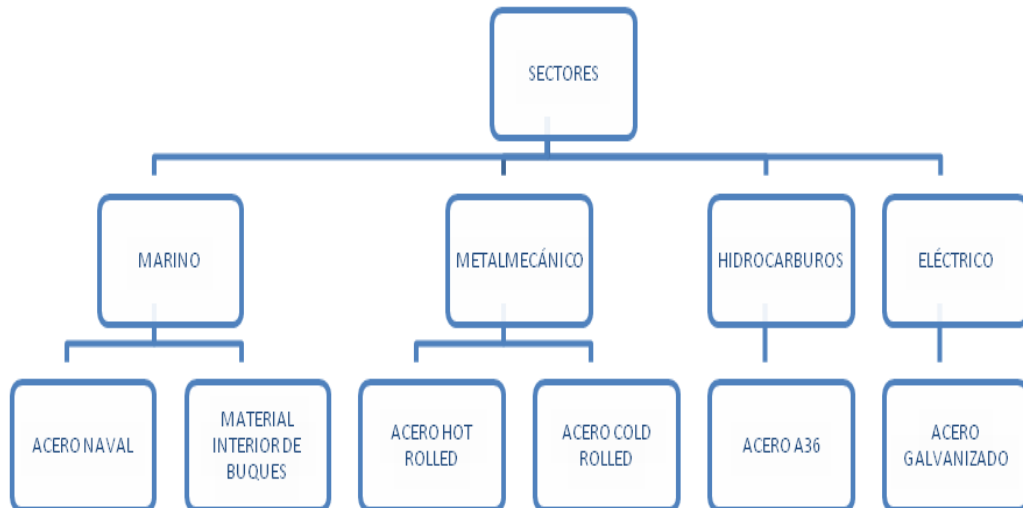 SECTORES
MARINO
METALMECÁNICO
HIDROCARBUROS
ELÉCTRICO
ACERO NAVAL
MATERIAL
INTERIOR DE
BUQUES
ACERO HOT
ROLLED
ACERO COLD
ROLLED
ACERO A36
ACERO
GALVANIZADO